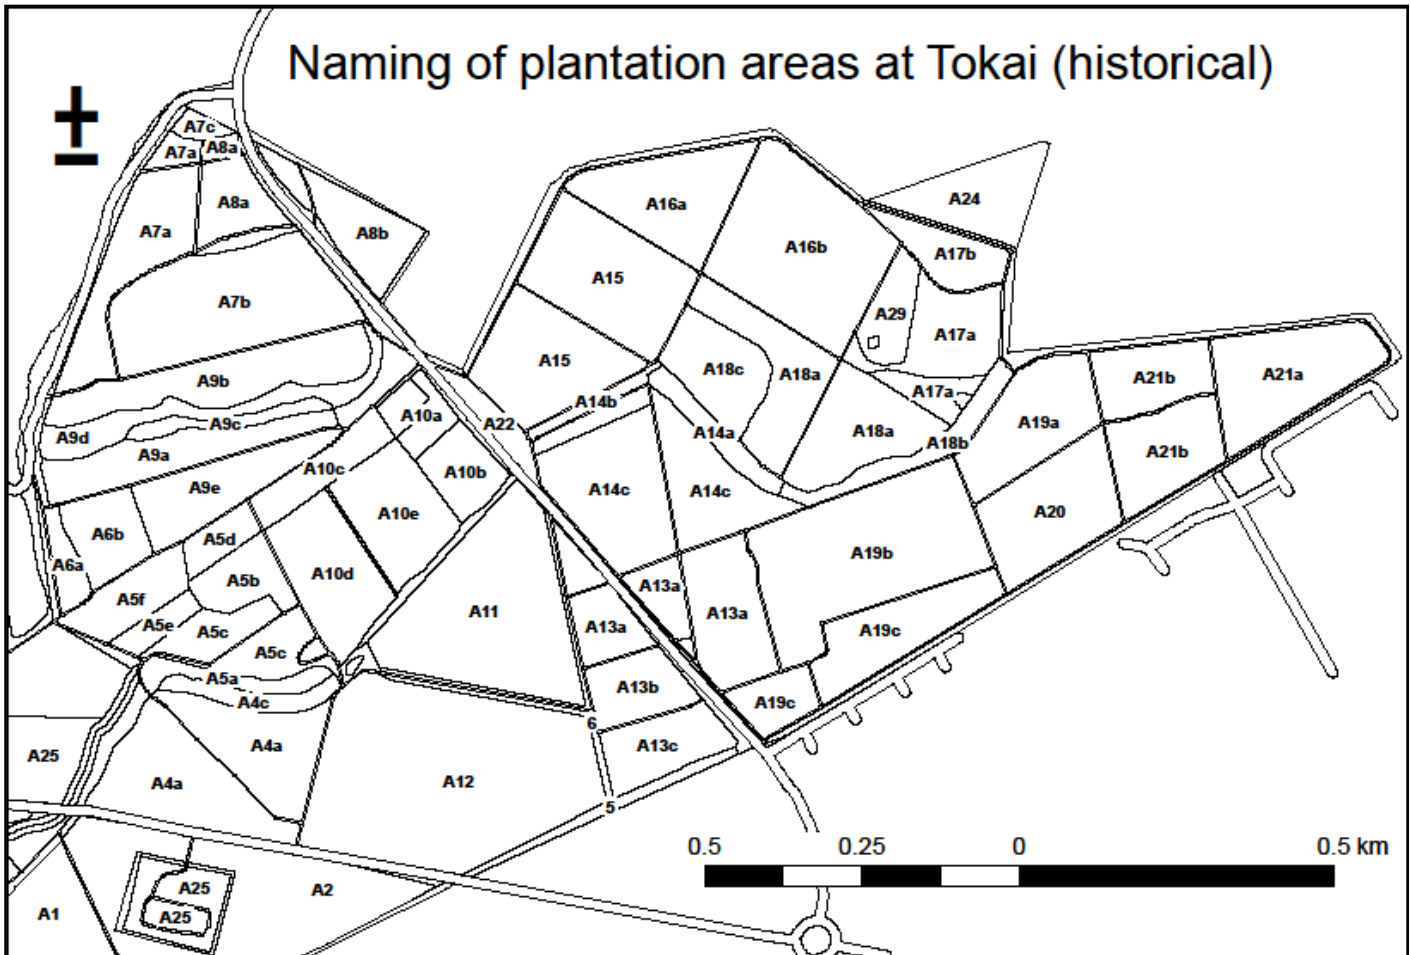 Naming of plantation areas at Tokai (historical)
A7c
A7a A8a
A8a
A24
A16a
A7a
A8b
A16b
A17b
A15
A7b
A29
A17a
A15
A18c
A18a
A21b
A21a
A9b
A17a
A14b
A10a
A22
A9c
A19a
A9d
A14a
A18a
A18b
A9a
A21b
A10c
A10b
A9e
A14c
A14c
A10e
A20
A6b
A5d
A19b
A6a
A10d
A5b
A13a
A5f
A11
A13a
A13a
A5e
A5c
A19c
A5c
A5a
A13b
A4c
A19c
6
A4a
A13c
A25
A4a
A12
5
0.5 0.25 0 0.5 km
A25
A2
A1
A25